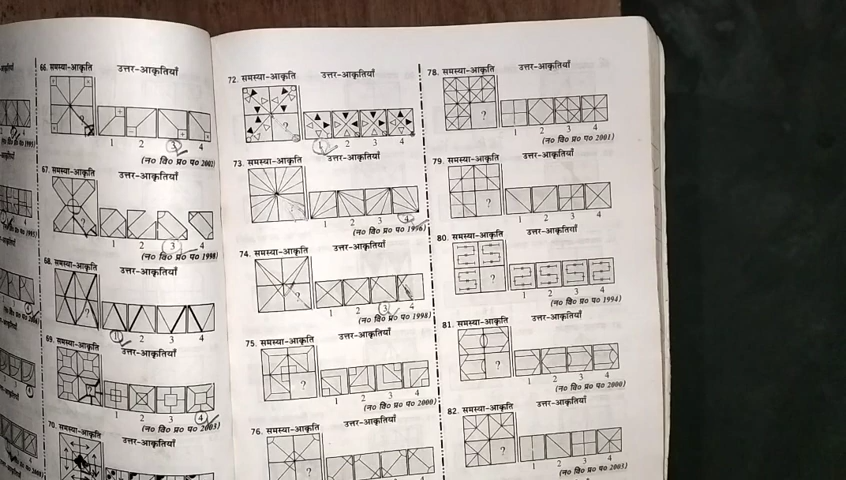 66. समस्या-आकृति उत्तर-आकृतियाँ
? 1 2 3 4
(न० वि० प्र० प० 2002)
67. समस्या-आकृति उत्तर-आकृतियाँ
? 1 2 3 4
(न० वि० प्र० प० 1998)
68. समस्या-आकृति उत्तर-आकृतियाँ
? 1 2 3 4
69. समस्या-आकृति उत्तर-आकृतियाँ
? 1 2 3 4
(न० वि० प्र० प० 2003)
70. समस्या-आकृति उत्तर-आकृतियाँ
72. समस्या-आकृति उत्तर-आकृतियाँ
? 1 2 3 4
73. समस्या-आकृति उत्तर-आकृतियाँ
1 2 3 4
(न० वि० प्र० प० 1996)
74. समस्या-आकृति उत्तर-आकृतियाँ
? 1 2 3 4
(न० वि० प्र० प० 1998)
75. समस्या-आकृति उत्तर-आकृतियाँ
? 1 2 3 4
(न० वि० प्र० प० 2000)
76. समस्या-आकृति उत्तर-आकृतियाँ
?
78. समस्या-आकृति उत्तर-आकृतियाँ
? 1 2 3 4
(न० वि० प्र० प० 2001)
79. समस्या-आकृति उत्तर-आकृतियाँ
? 1 2 3 4
80. समस्या-आकृति उत्तर-आकृतियाँ
? 1 2 3 4
(न० वि० प्र० प० 1994)
81. समस्या-आकृति उत्तर-आकृतियाँ
? 1 2 3 4
(न० वि० प्र० प० 2000)
82. समस्या-आकृति उत्तर-आकृतियाँ
? 1 2 3 4
(न० वि० प्र० प० 2003)